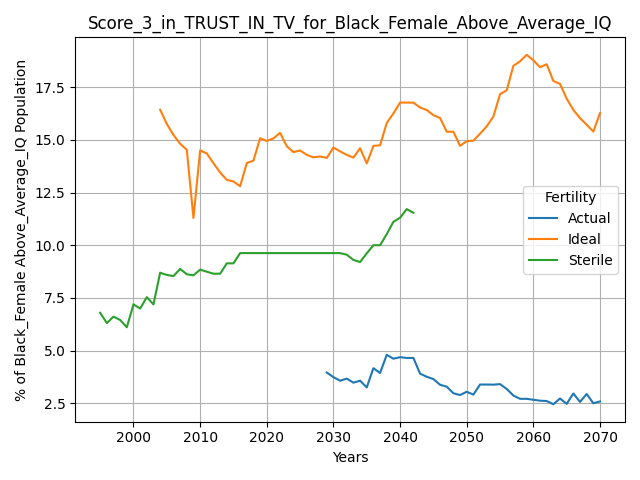 Score_3_in_TRUST_IN_TV_for_Black_Female_Above_Average_IQ
% of Black_Female Above_Average_IQ Population
17.5
15.0
12.5
10.0
7.5
5.0
2.5
Fertility
Actual
Ideal
Sterile
2000 2010 2020 2030 2040 2050 2060 2070
Years